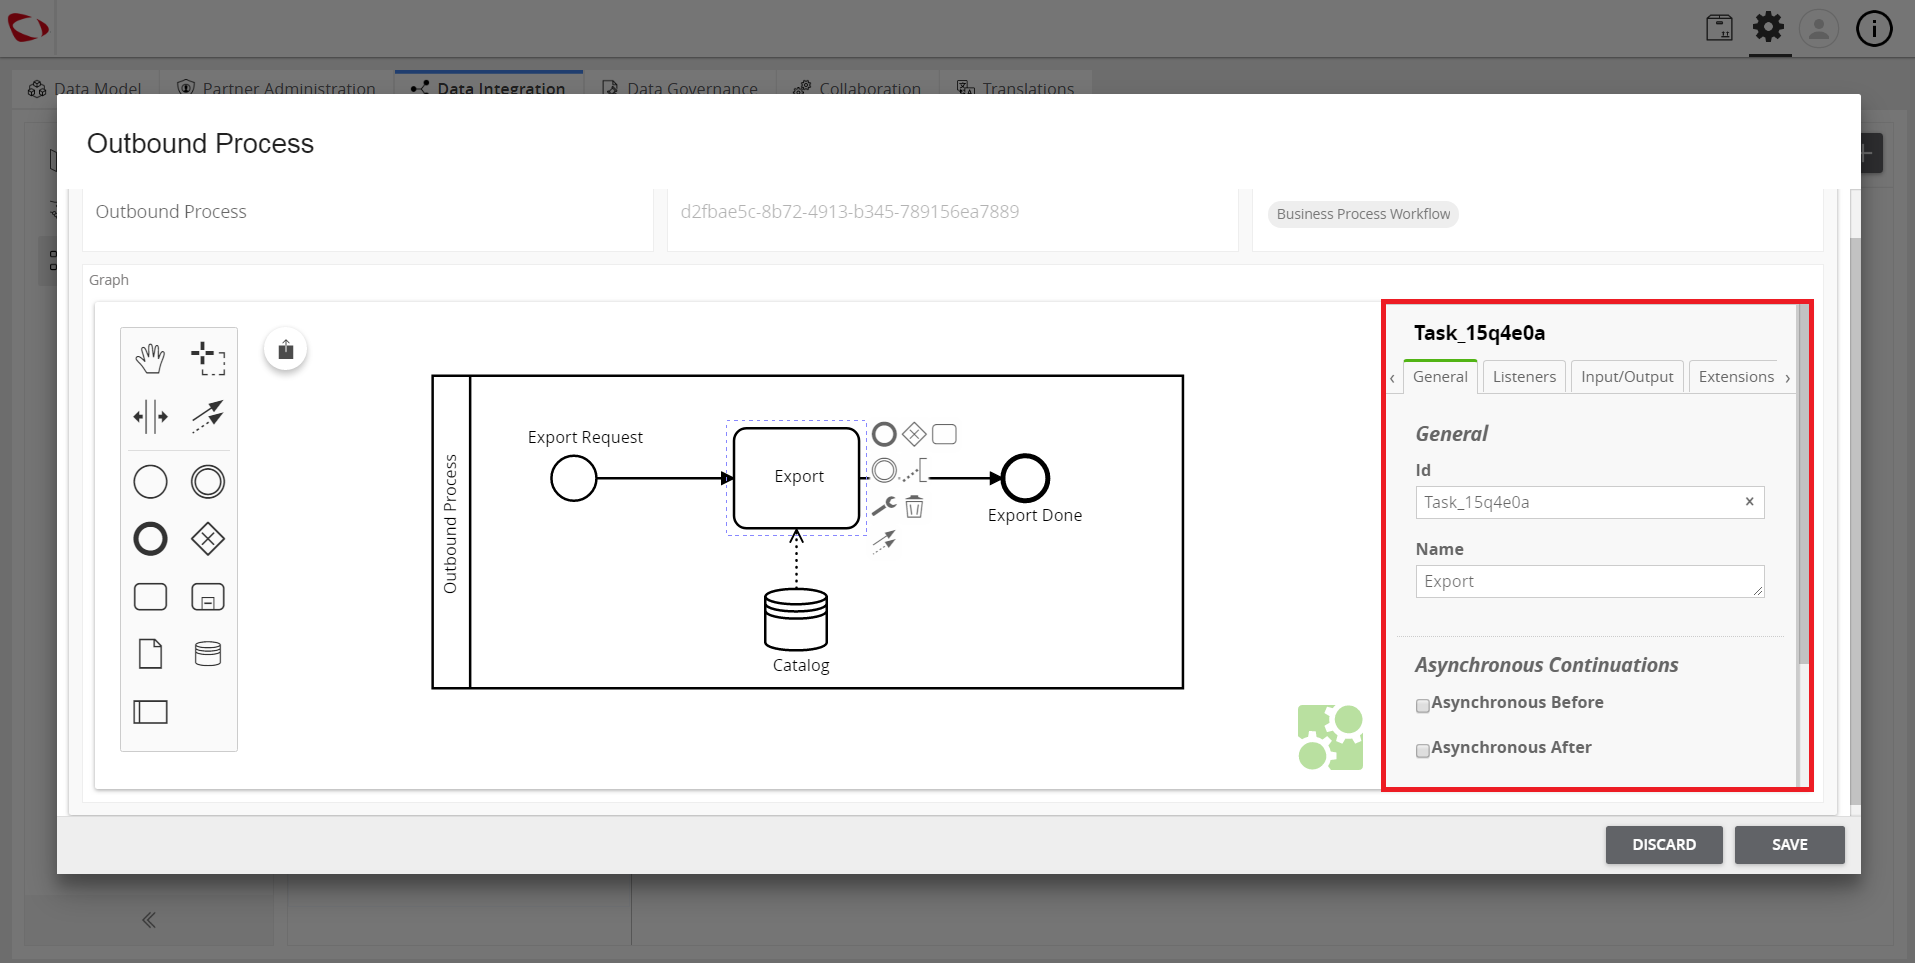 Data Model Partner Administration Data Integration Data Governance Collaboration Translations
Outbound Process
Outbound Process d2fbae5c-8b72-4913-b345-789156ea7889 Business Process Workflow
Graph
Outbound Process
Export Request
Export
Export Done
Catalog
Task_15q4e0a
General Listeners Input/Output Extensions
General
Id
Task_15q4e0a
Name
Export
Asynchronous Continuations
Asynchronous Before
Asynchronous After
DISCARD SAVE